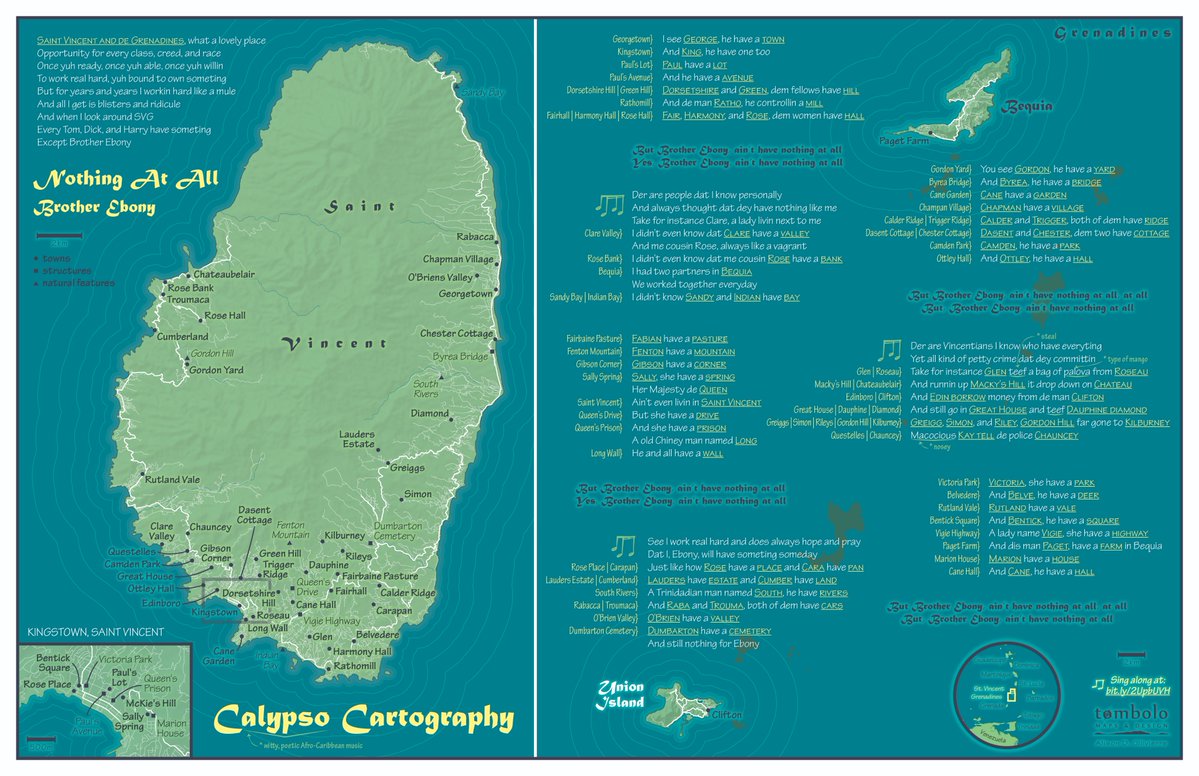 SAINT VINCENT AND DE GRENADINES, what a lovely place
Opportunity for every class, creed, and race
Once yuh ready, once yuh able, once yuh willin
To work real hard, yuh bound to own something
But for years and years I workin hard like a mule
And all I get is blisters and ridicule
And when I look around SVG
Every Tom, Dick, and Harry have someting
Except Brother Ebony
Nothing At All
Brother Ebony
2 km
towns
structures
natural features
Sandy Bay
Saint
Vincent
Rabacca
Chapman Village
O'Briens Valley
Georgetown
Chateaubelair
Rose Bank
Troumaca
Rose Hall
Cumberland
Gordon Hill
Gordon Yard
Chester Cottage
Byrea Bridge
South Rivers
Diamond
Lauders Estate
Greiggs
Rutland Vale
Simon
Dasent Cottage
Clare Valley
Chauncey
Fenton Mountain
Dumbarton Cemetery
Kilburney
Questelles
Gibson Corner
Green Hill
Rileys
Camden Park
Trigger Ridge
Dauphine
Great House
Queen's Drive
Fairbaine Pasture
Ottley Hall
Fairhall
Calder Ridge
Edinboro
Dorsetshire Hill
Cane Hall
Carapan
Kingstown
Roseau
Vigie Highway
Long Wall
Glen
Belvedere
Cane Garden
Indian Bay
Harmony Hall
Rathomill
KINGSTOWN, SAINT VINCENT
Bentick Square
Victoria Park
Rose Place
Paul's Lot
Queen's Prison
McKie's Hill
Paul's Avenue
Sally Spring
Marion House
Calypso Cartography
* witty, poetic Afro-Caribbean music
Grenadines
Georgetown} I see GEORGE, he have a TOWN
Kingstown} And KING, he have one too
Paul's Lot} PAUL have a LOT
Paul's Avenue} And he have a AVENUE
Dorsetshire Hill | Green Hill} DORSETSHIRE and GREEN, dem fellows have HILL
Rathomill} And de man RATHO, he controllin a MILL
Fairhall | Harmony Hall | Rose Hall} FAIR, HARMONY, and ROSE, dem women have HALL
But Brother Ebony, ain't have nothing at all
Yes, Brother Ebony, ain't have nothing at all
Der are people dat I know personally
And always thought dat dey have nothing like me
Take for instance Clare, a lady livin next to me
Clare Valley} I didn't even know dat CLARE have a VALLEY
And me cousin Rose, always like a vagrant
Rose Bank} I didn't even know dat me cousin ROSE have a BANK
Bequia} I had two partners in BEQUIA
We worked together everyday
Sandy Bay | Indian Bay} I didn't know SANDY and INDIAN have BAY
Fairbaine Pasture} FABIAN have a PASTURE
Fenton Mountain} FENTON have a MOUNTAIN
Gibson Corner} GIBSON have a CORNER
Sally Spring} SALLY, she have a SPRING
Her Majesty de QUEEN
Saint Vincent} Ain't even livin in SAINT VINCENT
Queen's Drive} But she have a DRIVE
Queen's Prison} And she have a PRISON
A old Chiney man named LONG
Long Wall} He and all have a WALL
But Brother Ebony, ain't have nothing at all
Yes, Brother Ebony, ain't have nothing at all
See I work real hard and does always hope and pray
Dat I, Ebony, will have something someday
Rose Place | Carapan} Just like how ROSE have a PLACE and CARA have PAN
Lauders Estate | Cumberland} LAUDERS have ESTATE and CUMBER have LAND
South Rivers} A Trinidadian man named SOUTH, he have RIVERS
Rabacca | Troumaca} And RABA and TROUMA, both of dem have CARS
O'Brien Valley} O'BRIEN have a VALLEY
Dumbarton Cemetery} DUMBARTON have a CEMETERY
And still nothing for Ebony
Union Island
Clifton
Bequia
Paget Farm
Gordon Yard} You see GORDON, he have a YARD
Byrea Bridge} And BYREA, he have a BRIDGE
Cane Garden} CANE have a GARDEN
Champan Village} CHAPMAN have a VILLAGE
Calder Ridge | Trigger Ridge} CALDER and TRIGGER, both of dem have RIDGE
Dasent Cottage | Chester Cottage} DASENT and CHESTER, dem two have COTTAGE
Camden Park} CAMDEN, he have a PARK
Ottley Hall} And OTTLEY, he have a HALL
But Brother Ebony, ain't have nothing at all, at all
But, Brother Ebony, ain't have nothing at all
* steal
Der are Vincentians I know who have everything
Yet all kind of petty crime dat dey committin
* type of mango
Glen | Roseau} Take for instance GLEN teef a bag of palova from ROSEAU
Macky's Hill | Chateaubelair} And runnin up MACKY'S HILL it drop down on CHATEAU
Edinboro | Clifton} And EDIN BORROW money from de man CLIFTON
Great House | Dauphine | Diamond} And still go in GREAT HOUSE and teef DAUPHINE DIAMOND
Greiggs | Simon | Rileys | Gordon Hill | Kilburney} GREIGG, SIMON, and RILEY, GORDON HILL far gone to KILBURNEY
Questelles | Chauncey} Macocious KAY TELL de police CHAUNCEY
* nosey
Victoria Park} VICTORIA, she have a PARK
Belvedere} And BELVE, he have a DEER
Rutland Vale} RUTLAND have a VALE
Bentick Square} And BENTICK, he have a SQUARE
Vigie Highway} A lady name VIGIE, she have a HIGHWAY
Paget Farm} And dis man PAGET, have a FARM in Bequia
Marion House} MARION have a HOUSE
Cane Hall} And CANE, he have a HALL
But Brother Ebony, ain't have nothing at all, at all
But, Brother Ebony, ain't have nothing at all
St. Vincent
Grenadines
Venezuela
2 km
Sing along at:
bit.ly/2UpbUVH
tombolo
MAPS & DESIGN